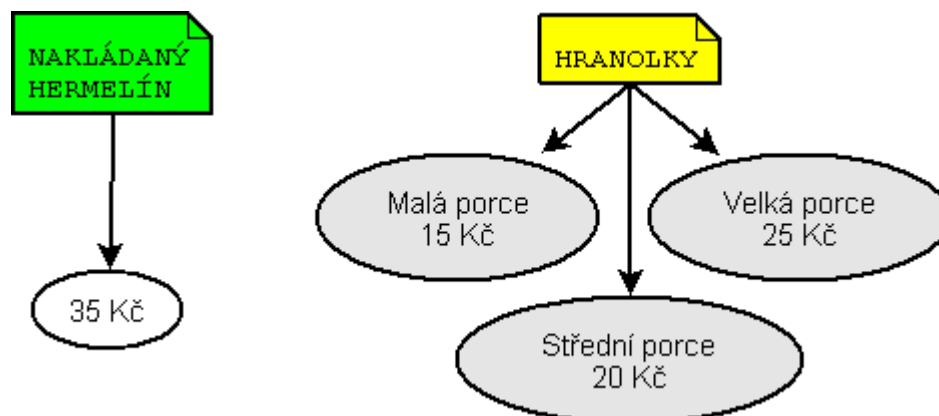 NAKLÁDANÝ
HERMELÍN
35 Kč
HRANOLKY
Malá porce
15 Kč
Velká porce
25 Kč
Střední porce
20 Kč